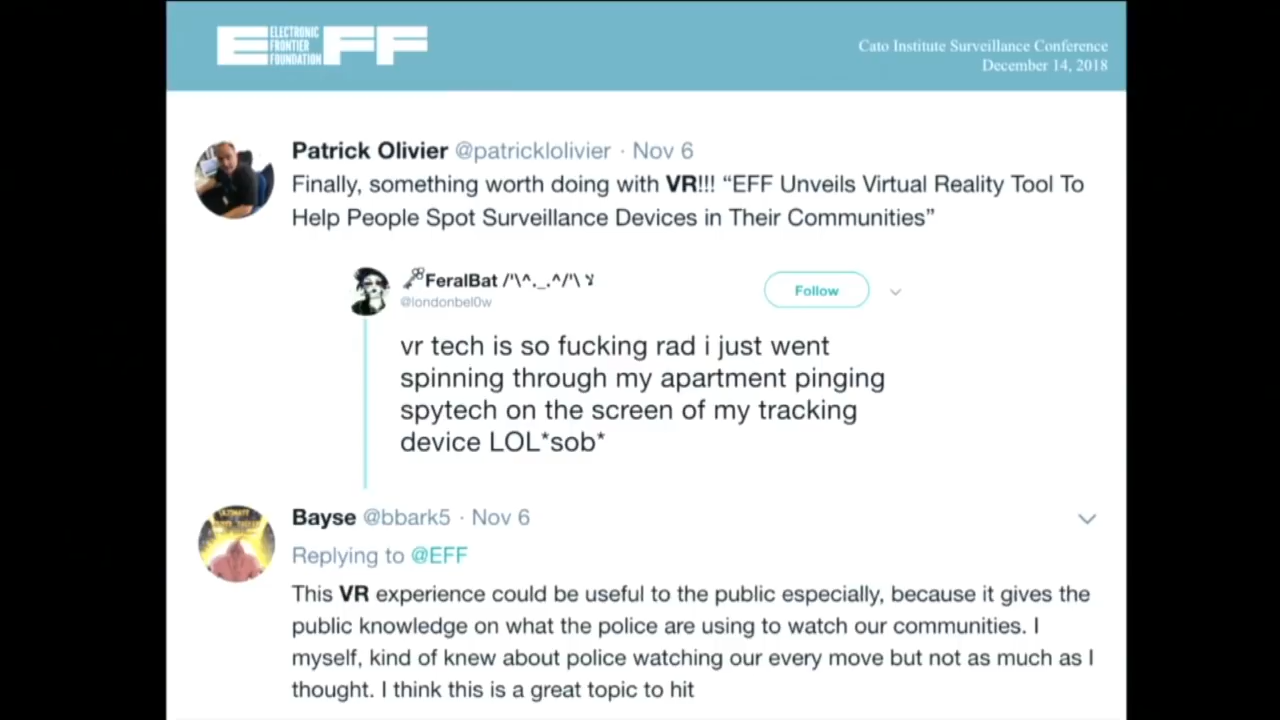 ELECTRONIC
FRONTIER
FOUNDATION
EFF
Cato Institute Surveillance Conference
December 14, 2018
Patrick Olivier @patricklolivier · Nov 6
Finally, something worth doing with VR!!! “EFF Unveils Virtual Reality Tool To
Help People Spot Surveillance Devices in Their Communities”
FeralBat /'\^._.^/'\ ⴸ
@londonbel0w
Follow
vr tech is so fucking rad i just went
spinning through my apartment pinging
spytech on the screen of my tracking
device LOL*sob*
Bayse @bbark5 · Nov 6
Replying to @EFF
This VR experience could be useful to the public especially, because it gives the
public knowledge on what the police are using to watch our communities. I
myself, kind of knew about police watching our every move but not as much as I
thought. I think this is a great topic to hit